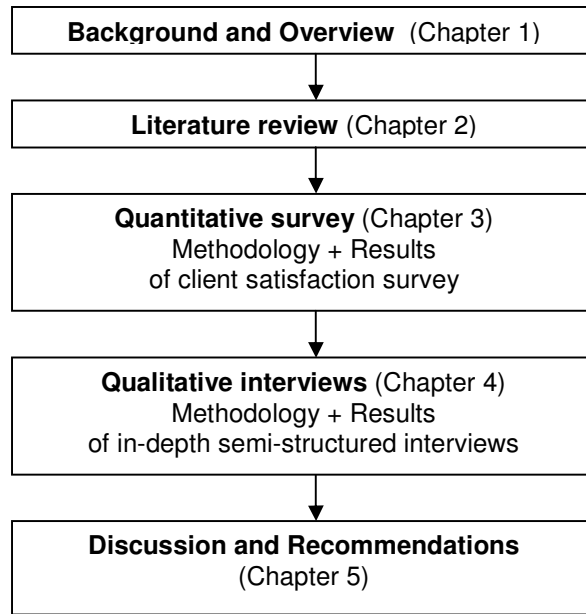 Background and Overview (Chapter 1)
Literature review (Chapter 2)
Quantitative survey (Chapter 3)
Methodology + Results
of client satisfaction survey
Qualitative interviews (Chapter 4)
Methodology + Results
of in-depth semi-structured interviews
Discussion and Recommendations
(Chapter 5)